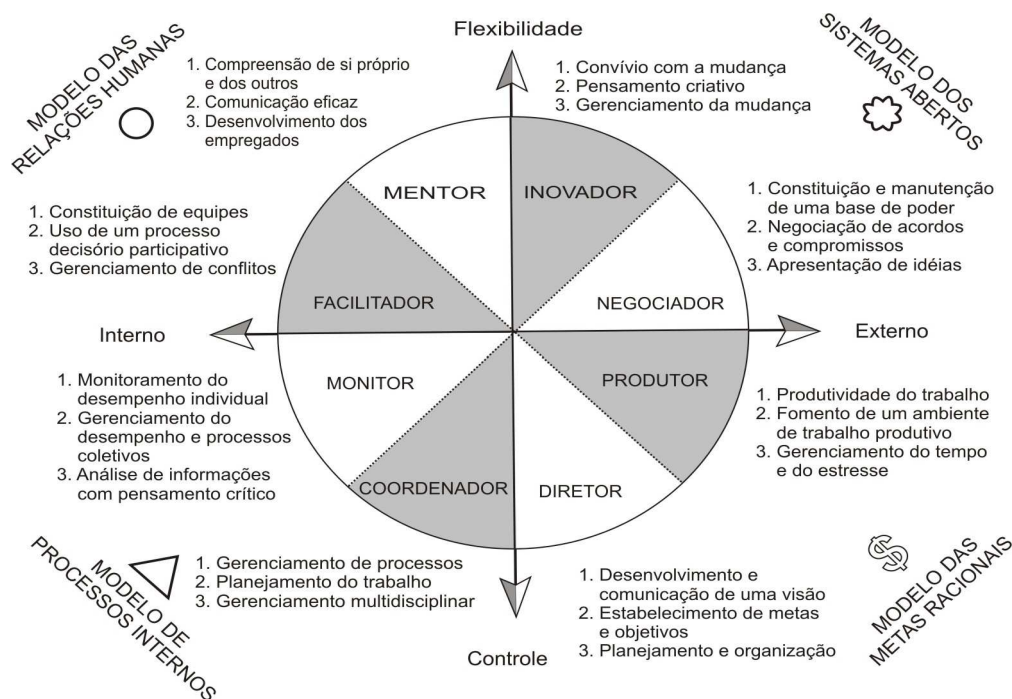 Flexibilidade
MODELO DAS
RELAÇÕES HUMANAS
1. Compreensão de si próprio
e dos outros
2. Comunicação eficaz
3. Desenvolvimento dos
empregados
1. Convívio com a mudança
2. Pensamento criativo
3. Gerenciamento da mudança
MODELO DOS
SISTEMAS ABERTOS
MENTOR
INOVADOR
1. Constituição de equipes
2. Uso de um processo
decisório participativo
3. Gerenciamento de conflitos
1. Constituição e manutenção
de uma base de poder
2. Negociação de acordos
e compromissos
3. Apresentação de idéias
FACILITADOR
NEGOCIADOR
Interno
Externo
MONITOR
PRODUTOR
1. Monitoramento do
desempenho individual
2. Gerenciamento do
desempenho e processos
coletivos
3. Análise de informações
com pensamento crítico
1. Produtividade do trabalho
2. Fomento de um ambiente
de trabalho produtivo
3. Gerenciamento do tempo
e do estresse
COORDENADOR
DIRETOR
MODELO DE
PROCESSOS INTERNOS
1. Gerenciamento de processos
2. Planejamento do trabalho
3. Gerenciamento multidisciplinar
1. Desenvolvimento e
comunicação de uma visão
2. Estabelecimento de metas
e objetivos
3. Planejamento e organização
$
MODELO DAS
METAS RACIONAIS
Controle